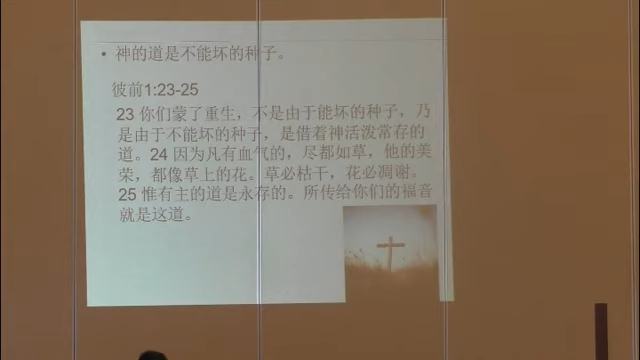 • 神的道是不能坏的种子。
彼前1:23-25
23 你们蒙了重生，不是由于能坏的种子，乃
是由于不能坏的种子，是借着神活泼常存的
道。24 因为凡有血气的，尽都如草，他的美
荣，都像草上的花。草必枯干，花必凋谢。
25 惟有主的道是永存的。所传给你们的福音
就是这道。